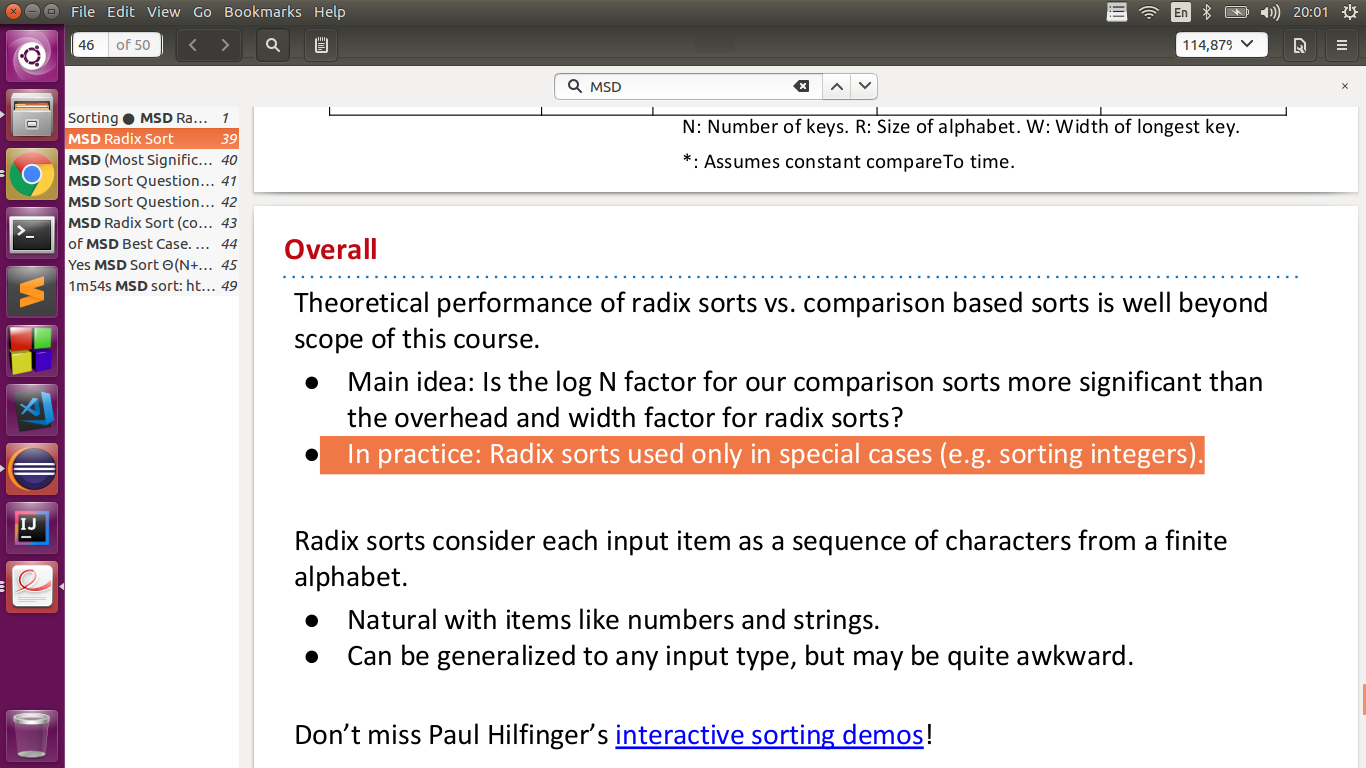 File Edit View Go Bookmarks Help
En
20:01
46 of 50
114,87%
MSD
Sorting ● MSD Ra... 1
MSD Radix Sort 39
MSD (Most Signific... 40
MSD Sort Question... 41
MSD Sort Question... 42
MSD Radix Sort (co... 43
of MSD Best Case. ... 44
Yes MSD Sort Θ(N+... 45
1m54s MSD sort: ht... 49
N: Number of keys. R: Size of alphabet. W: Width of longest key.
*: Assumes constant compareTo time.
Overall
Theoretical performance of radix sorts vs. comparison based sorts is well beyond
scope of this course.
● Main idea: Is the log N factor for our comparison sorts more significant than
the overhead and width factor for radix sorts?
● In practice: Radix sorts used only in special cases (e.g. sorting integers).
Radix sorts consider each input item as a sequence of characters from a finite
alphabet.
● Natural with items like numbers and strings.
● Can be generalized to any input type, but may be quite awkward.
Don’t miss Paul Hilfinger’s interactive sorting demos!
IJ